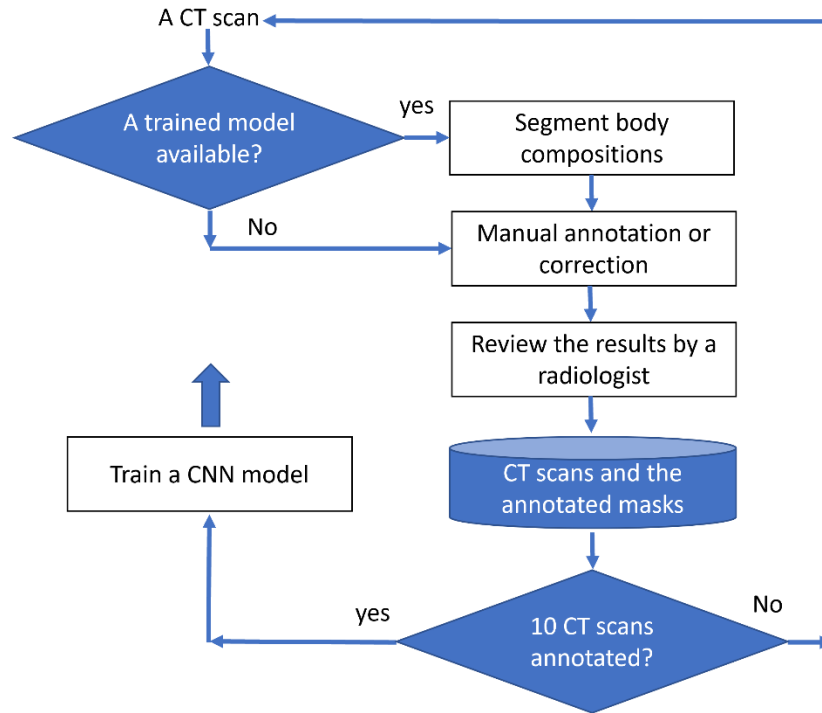 A CT scan
A trained model
available?
yes
Segment body
compositions
No
Manual annotation or
correction
Review the results by a
radiologist
Train a CNN model
CT scans and the
annotated masks
yes
10 CT scans
annotated?
No